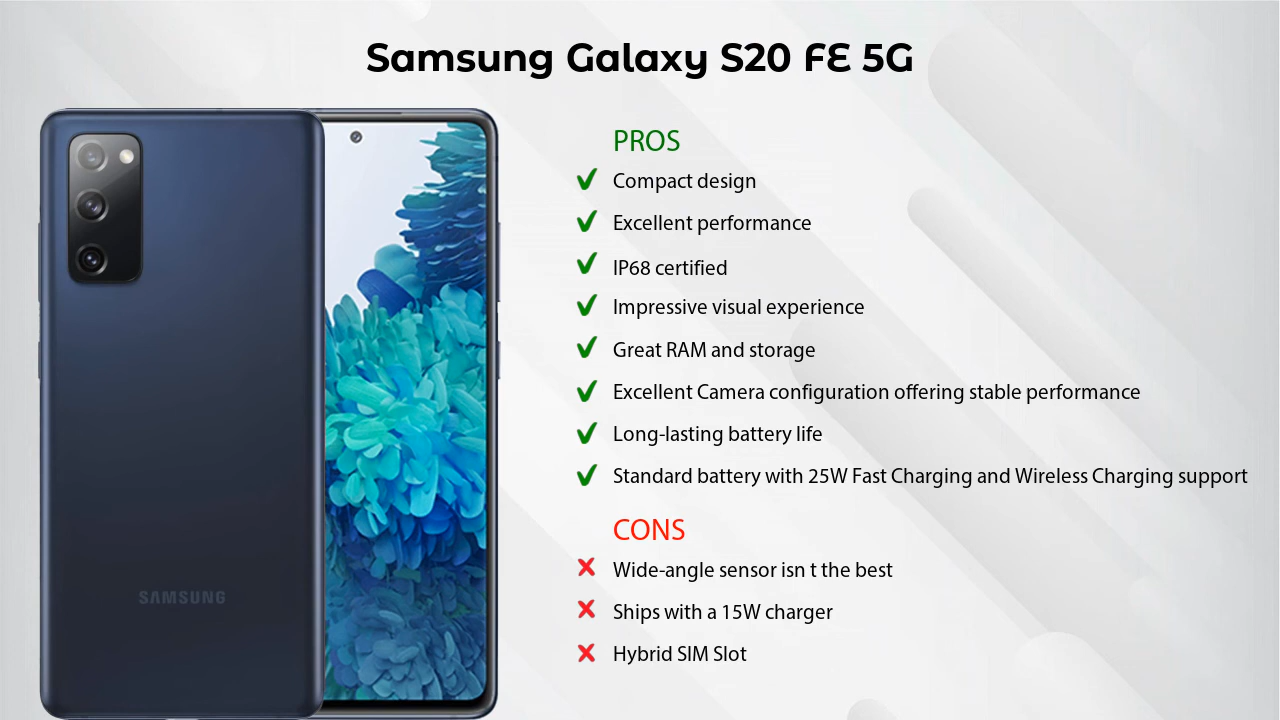 Samsung Galaxy S20 FE 5G
PROS
Compact design
Excellent performance
IP68 certified
Impressive visual experience
Great RAM and storage
Excellent Camera configuration offering stable performance
Long-lasting battery life
Standard battery with 25W Fast Charging and Wireless Charging support
CONS
Wide-angle sensor isn t the best
Ships with a 15W charger
Hybrid SIM Slot
SAMSUNG